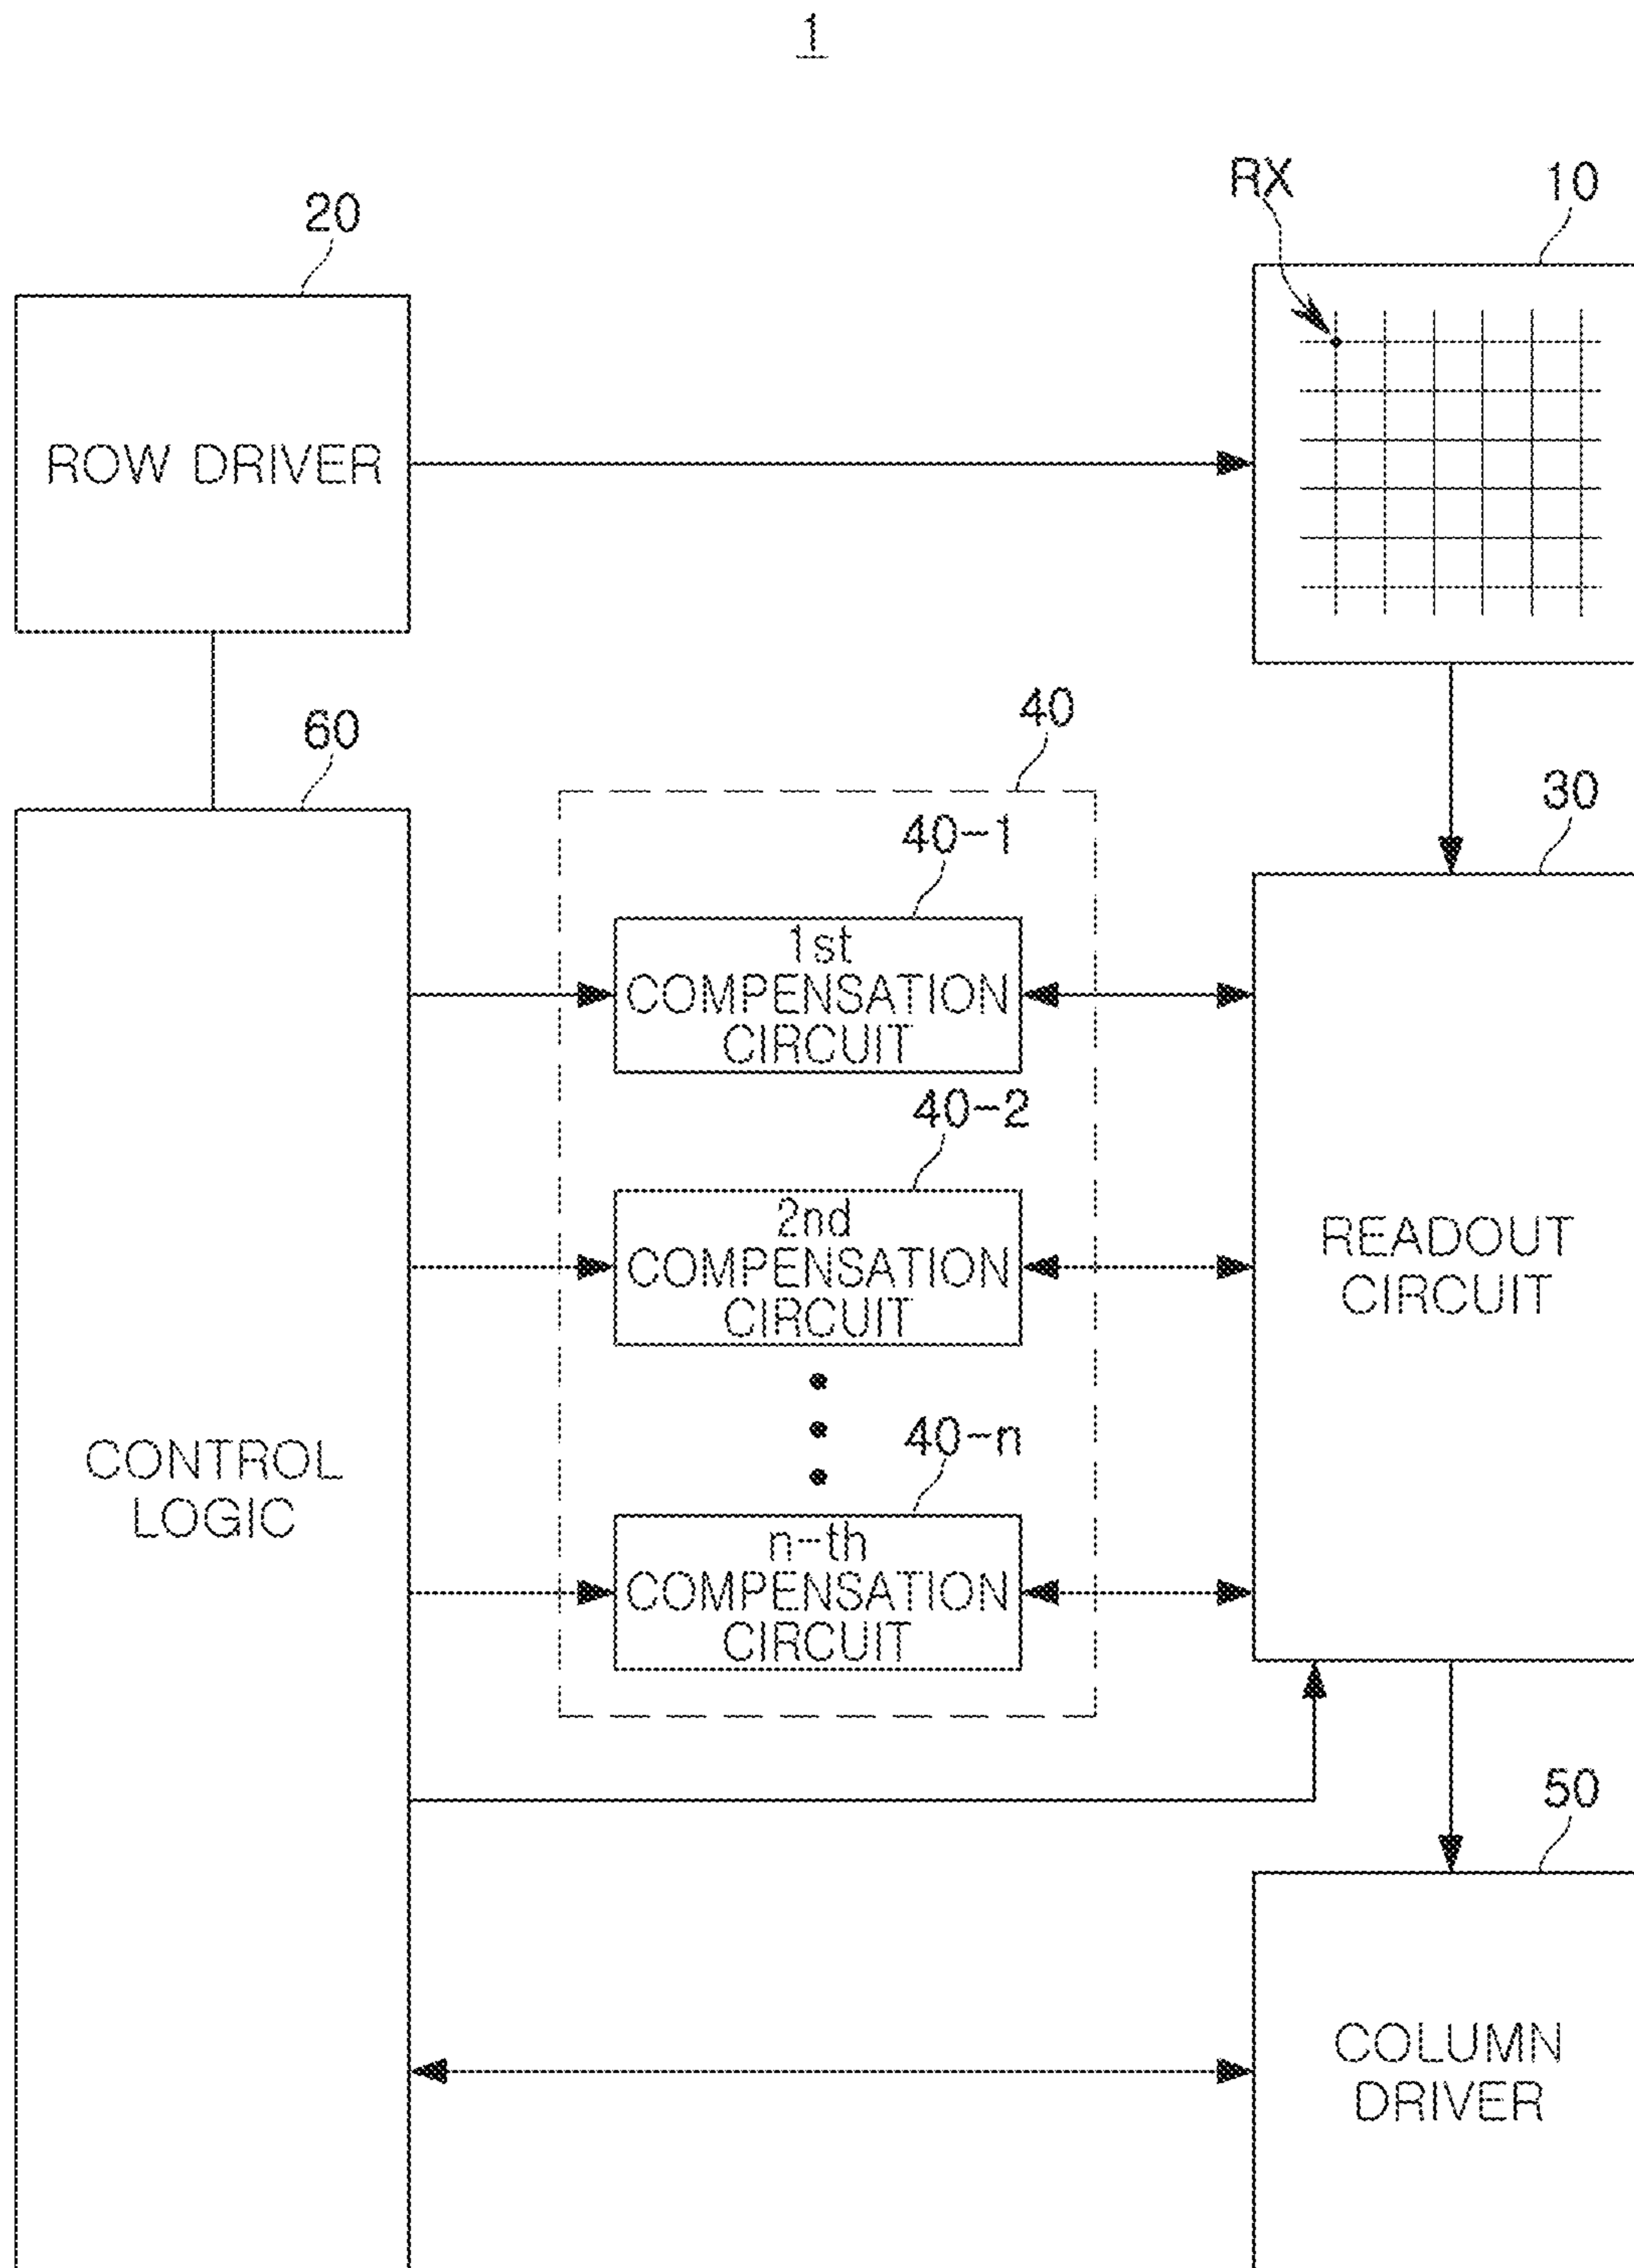 1
RX
10
20
ROW DRIVER
40
60
30
40-1
1st
COMPENSATION
CIRCUIT
40-2
2nd
COMPENSATION
CIRCUIT
READOUT
CIRCUIT
40-n
CONTROL
LOGIC
n-th
COMPENSATION
CIRCUIT
50
COLUMN
DRIVER